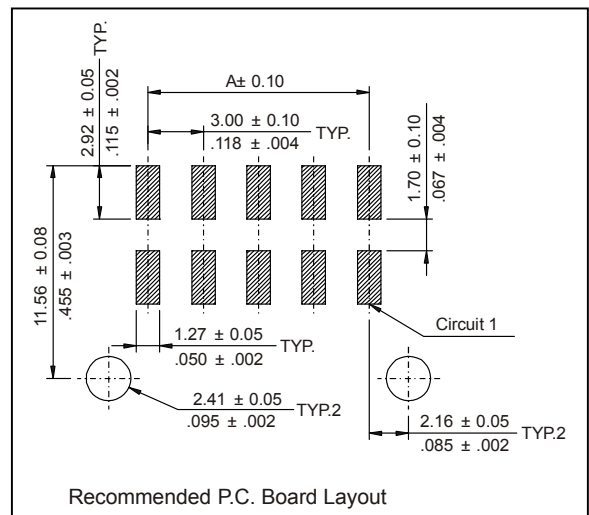 TYP.
2.92 ± 0.05
.115 ± .002
A± 0.10
3.00 ± 0.10
.118 ± .004
TYP.
1.70 ± 0.10
.067 ± .004
11.56 ± 0.08
.455 ± .003
Circuit 1
1.27 ± 0.05
.050 ± .002
TYP.
2.41 ± 0.05
.095 ± .002
TYP.2
2.16 ± 0.05
.085 ± .002
TYP.2
Recommended P.C. Board Layout